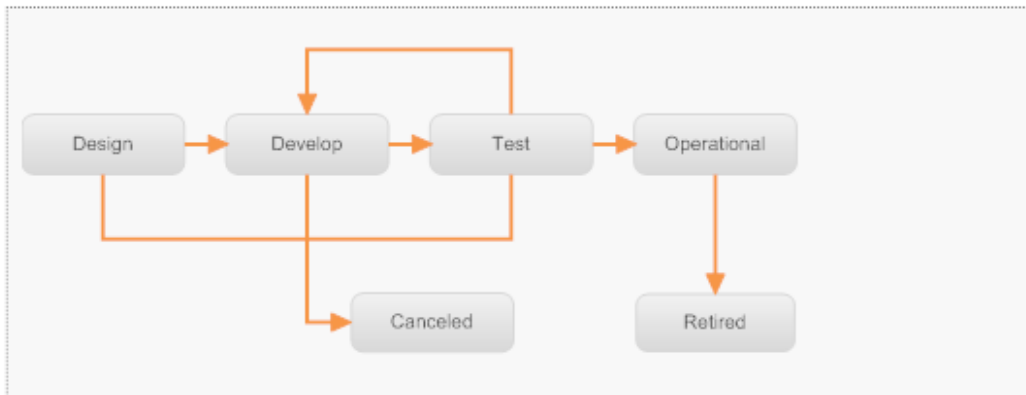 Design
Develop
Test
Operational
Canceled
Retired